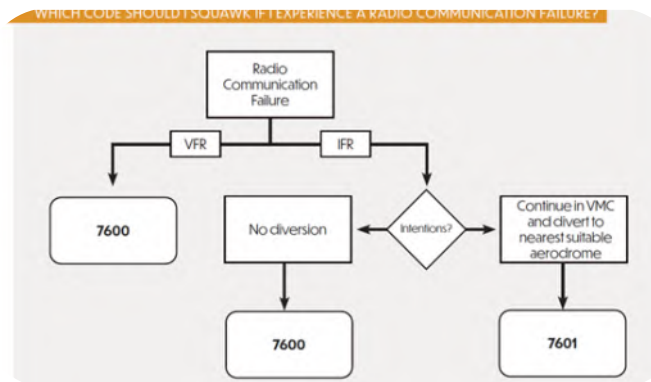 WHICH CODE SHOULD I SQUAWK IF I EXPERIENCE A RADIO COMMUNICATION FAILURE?
Radio
Communication
Failure
VFR
IFR
7600
No diversion
Intentions?
Continue in VMC
and divert to
nearest suitable
aerodrome
7600
7601